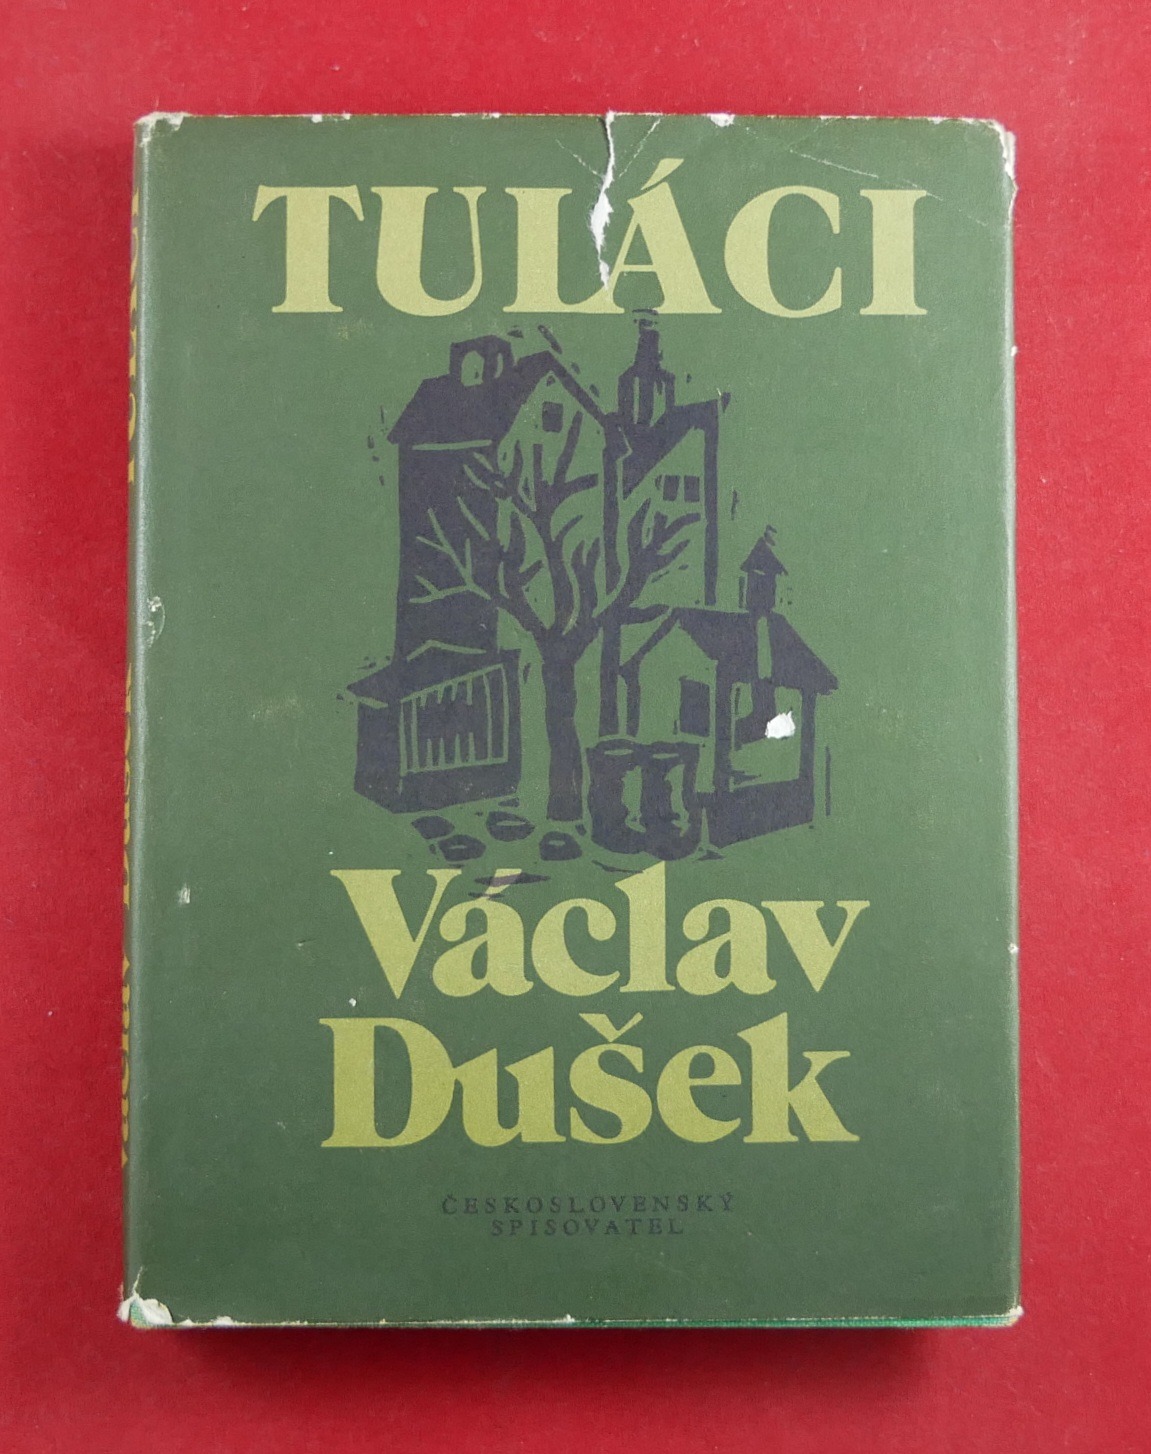 TULÁCI
Václav
Dušek
ČESKOSLOVENSKÝ
SPISOVATEL